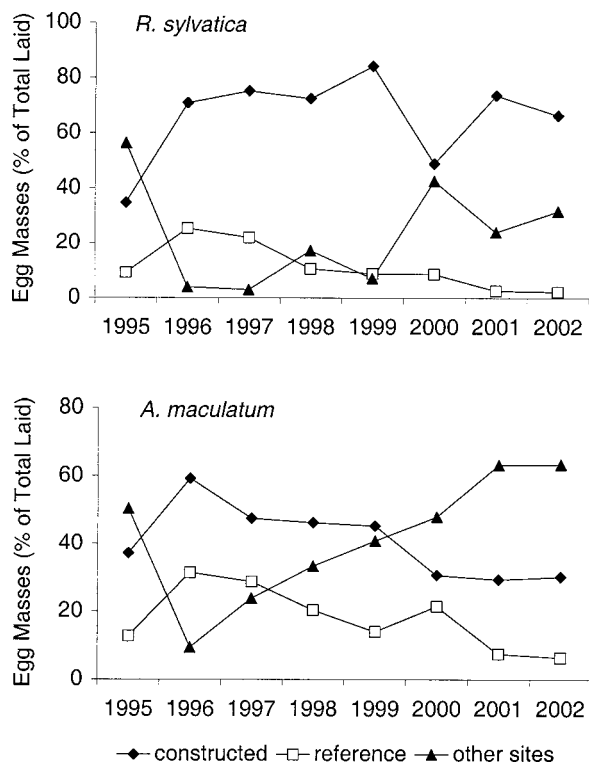 R. sylvatica
Egg Masses (% of Total Laid)
100
80
60
40
20
0
1995 1996 1997 1998 1999 2000 2001 2002
A. maculatum
Egg Masses (% of Total Laid)
80
60
40
20
0
1995 1996 1997 1998 1999 2000 2001 2002
constructed reference other sites